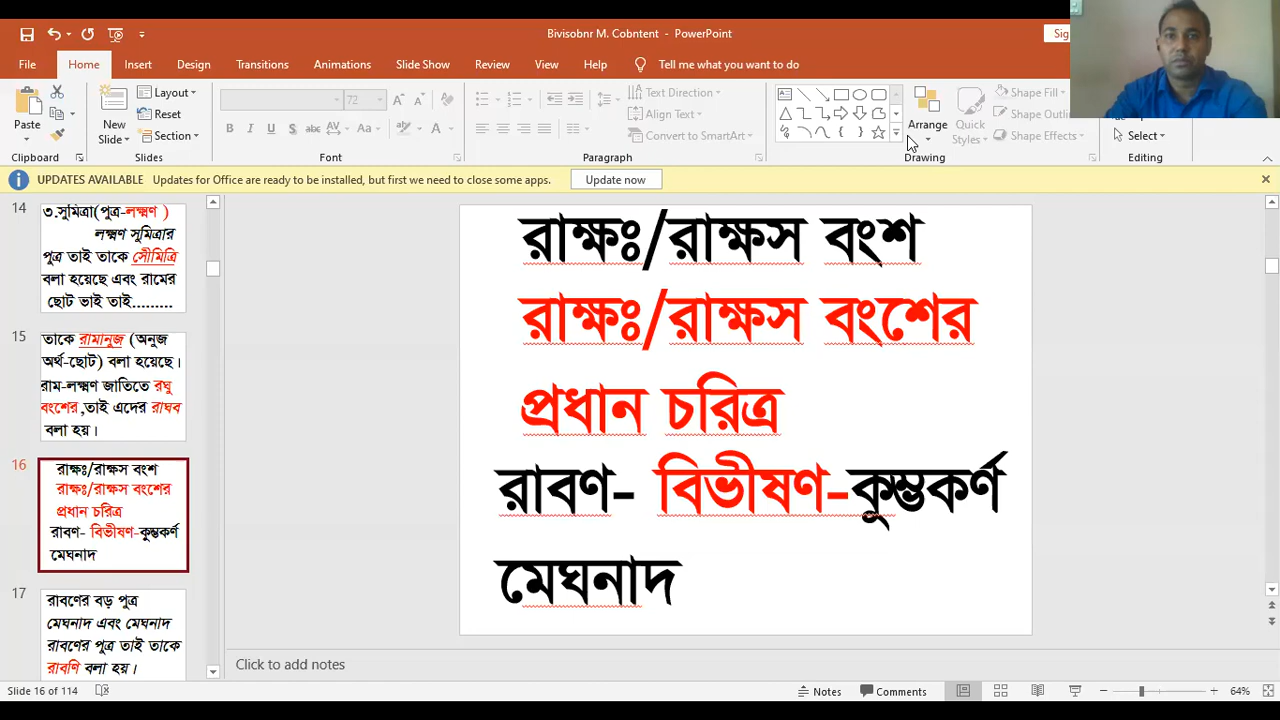 Bivisobnr M. Cobntent - PowerPoint
File Home Insert Design Transitions Animations Slide Show Review View Help Tell me what you want to do
Paste
New Slide
Layout
Reset
Section
72
B I U S
Text Direction
Align Text
Convert to SmartArt
Arrange
Quick Styles
Shape Fill
Shape Effects
Select
Clipboard Slides Font Paragraph Drawing Editing
UPDATES AVAILABLE Updates for Office are ready to be installed, but first we need to close some apps. Update now
14
৩.সুমিত্রা(পুত্র-লক্ষ্মণ )
লক্ষ্মণ সুমিত্রার
পুত্র তাই তাকে সৌমিত্রি
বলা হয়েছে এবং রামের
ছোট ভাই তাই.........
15
তাকে রামানুজ (অনুজ
অর্থ-ছোট) বলা হয়েছে।
রাম-লক্ষ্মণ জাতিতে রঘু
বংশের,তাই এদের রাঘব
বলা হয়।
16
রাক্ষঃ/রাক্ষস বংশ
রাক্ষঃ/রাক্ষস বংশের
প্রধান চরিত্র
রাবণ- বিভীষণ-কুম্ভকর্ণ
মেঘনাদ
17
রাবণের বড় পুত্র
মেঘনাদ এবং মেঘনাদ
রাবণের পুত্র তাই তাকে
রাবণি বলা হয়।
রাক্ষঃ/রাক্ষস বংশ
রাক্ষঃ/রাক্ষস বংশের
প্রধান চরিত্র
রাবণ- বিভীষণ-কুম্ভকর্ণ
মেঘনাদ
Click to add notes
Slide 16 of 114 Notes Comments 64%